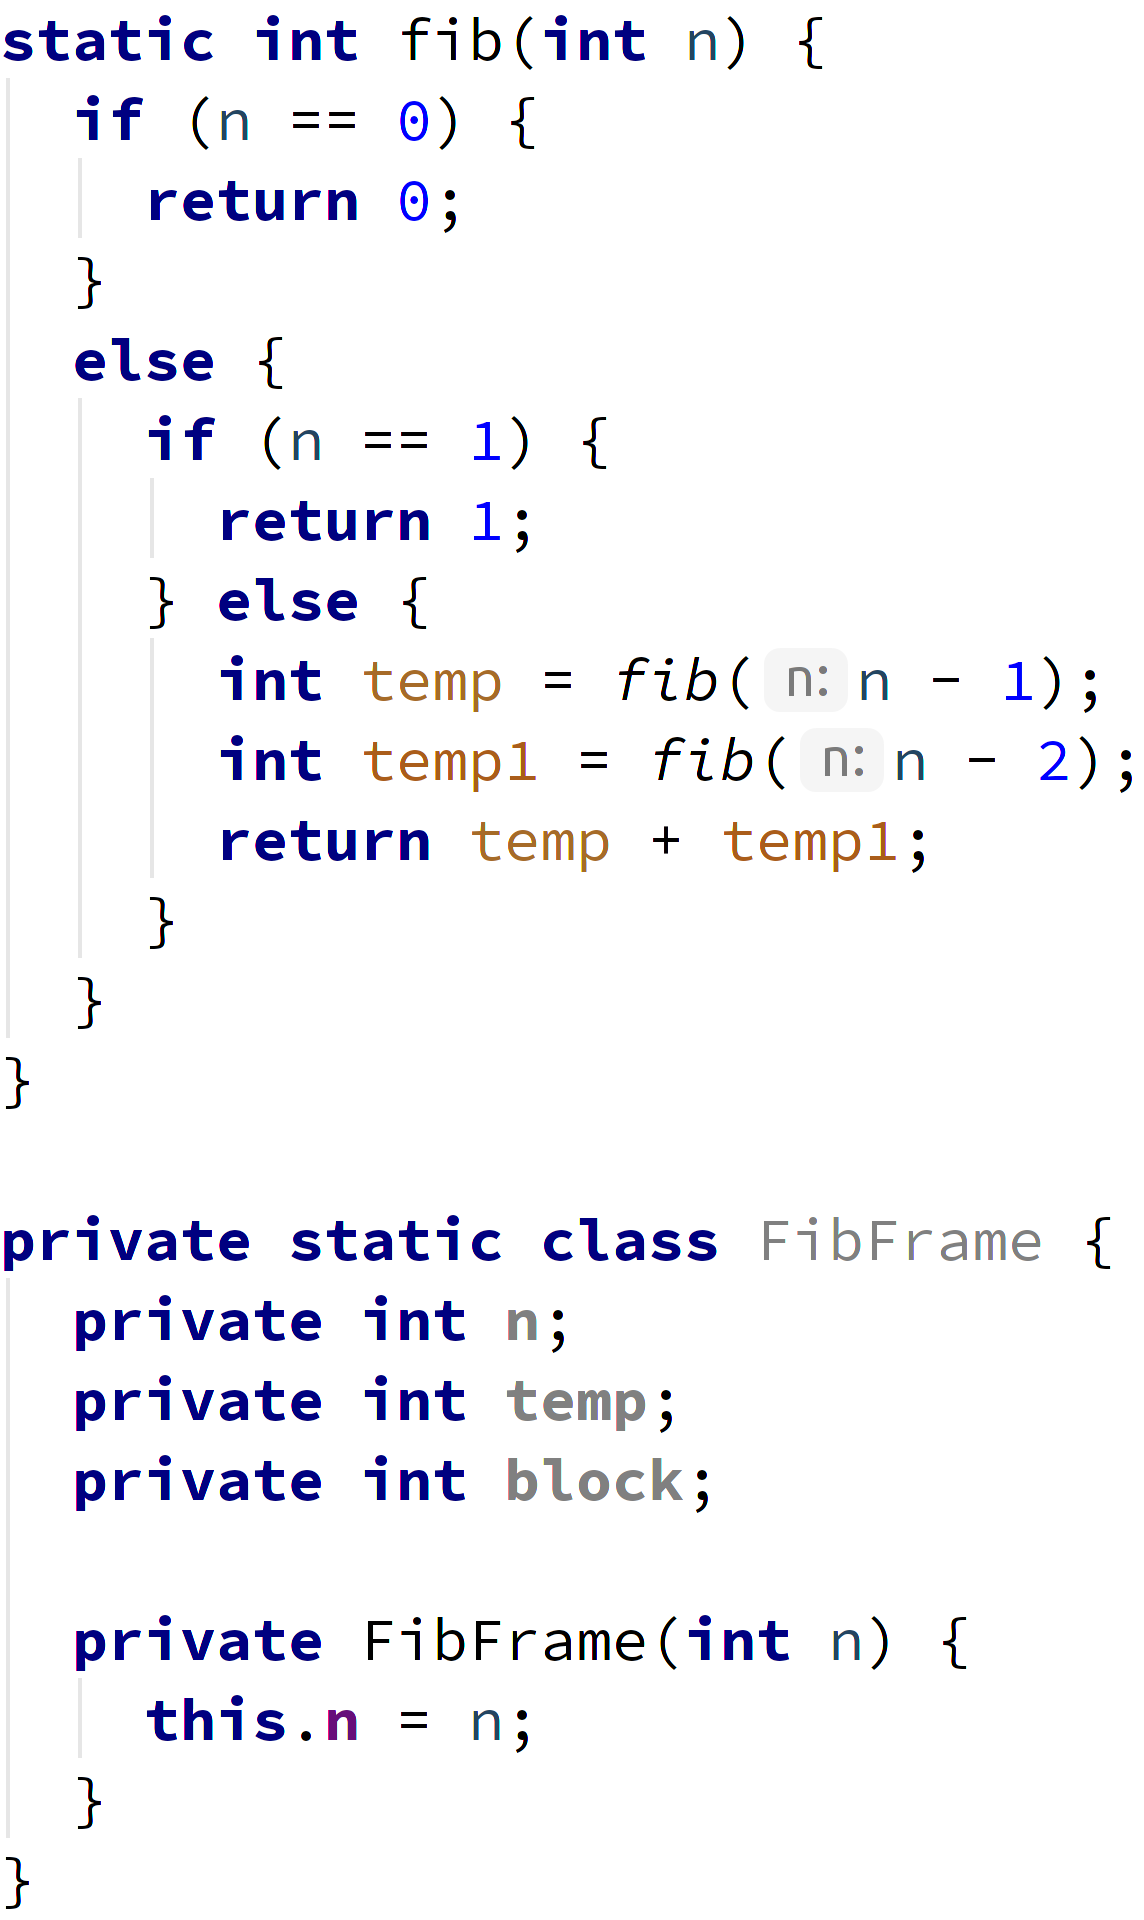 static int fib(int n) {
  if (n == 0) {
    return 0;
  }
  else {
    if (n == 1) {
      return 1;
    } else {
      int temp = fib( n: n - 1);
      int temp1 = fib( n: n - 2);
      return temp + temp1;
    }
  }
}

private static class FibFrame {
  private int n;
  private int temp;
  private int block;

  private FibFrame(int n) {
    this.n = n;
  }
}